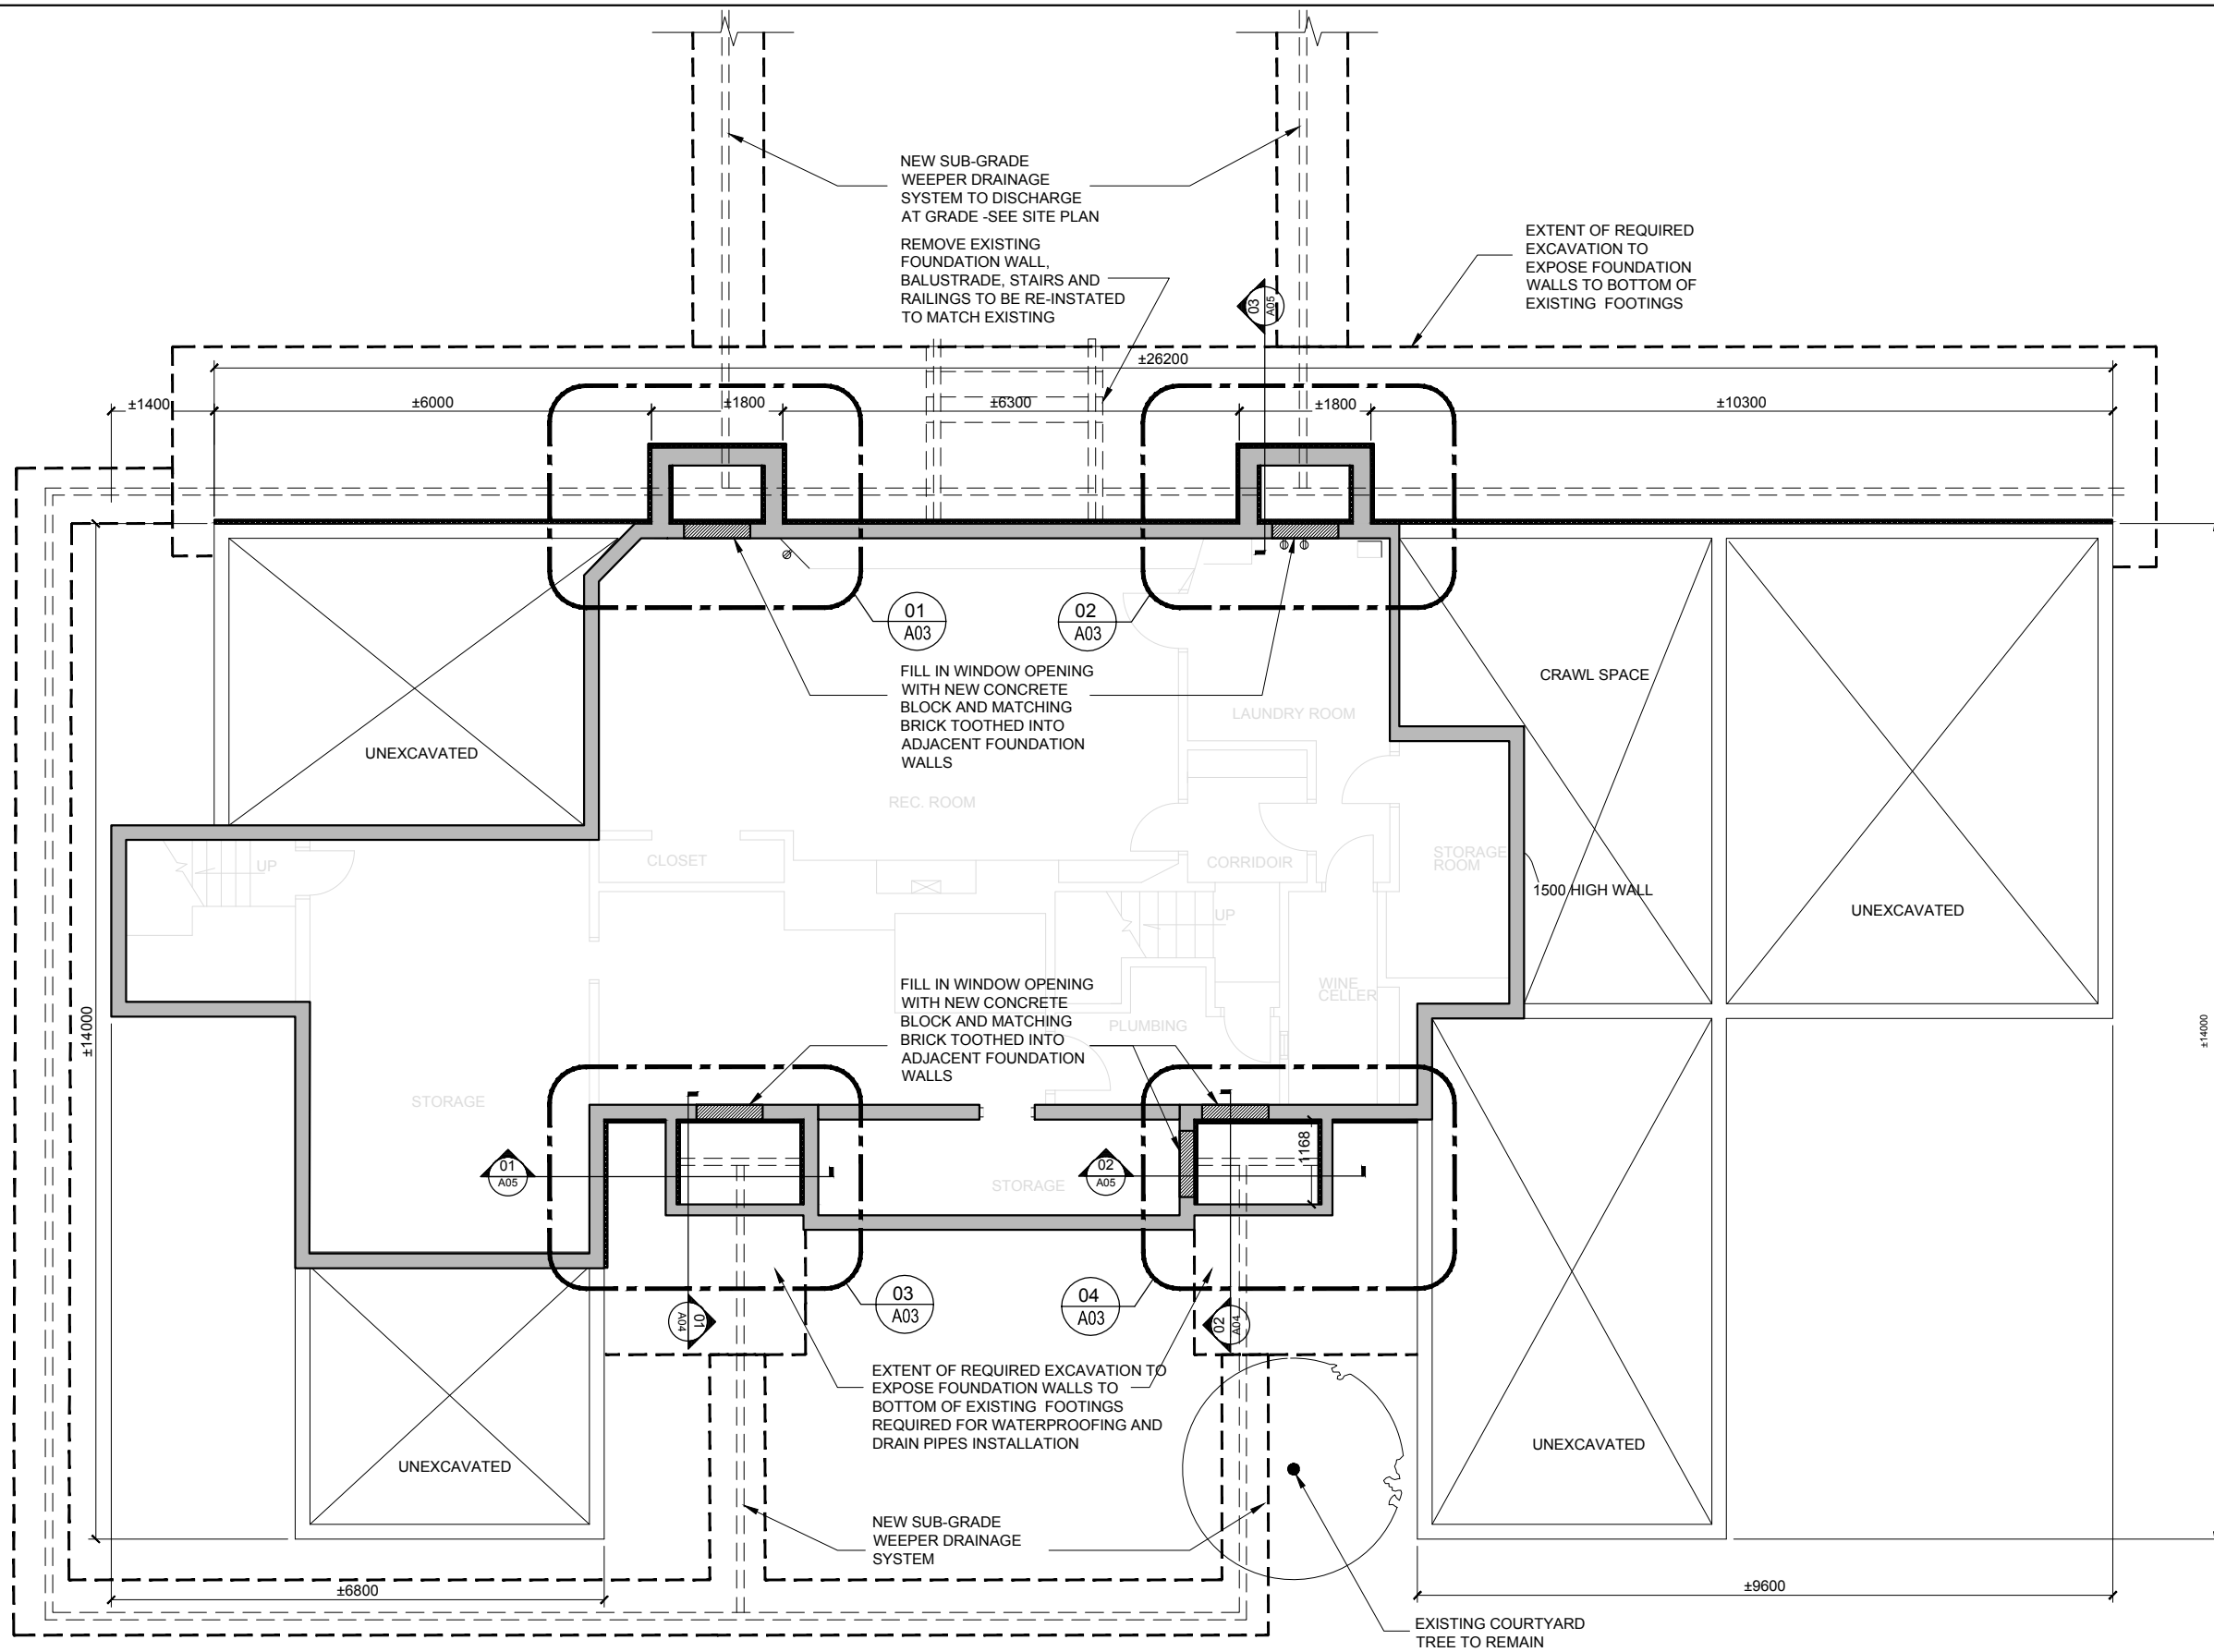 NEW SUB-GRADE
WEEPER DRAINAGE
SYSTEM TO DISCHARGE
AT GRADE -SEE SITE PLAN
REMOVE EXISTING
FOUNDATION WALL,
BALUSTRADE, STAIRS AND
RAILINGS TO BE RE-INSTATED
TO MATCH EXISTING
EXTENT OF REQUIRED
EXCAVATION TO
EXPOSE FOUNDATION
WALLS TO BOTTOM OF
EXISTING FOOTINGS
03
A05
±26200
±1400
±6000
±1800
±6300
±1800
±10300
01
A03
02
A03
FILL IN WINDOW OPENING
WITH NEW CONCRETE
BLOCK AND MATCHING
BRICK TOOTHED INTO
ADJACENT FOUNDATION
WALLS
CRAWL SPACE
LAUNDRY ROOM
UNEXCAVATED
REC. ROOM
UP
CLOSET
CORRIDOIR
STORAGE
ROOM
1500 HIGH WALL
UNEXCAVATED
UP
FILL IN WINDOW OPENING
WITH NEW CONCRETE
BLOCK AND MATCHING
BRICK TOOTHED INTO
ADJACENT FOUNDATION
WALLS
WINE
CELLER
PLUMBING
±14000
±14000
STORAGE
1168
01
A05
STORAGE
02
A05
03
A03
04
A03
01
A04
02
A04
EXTENT OF REQUIRED EXCAVATION TO
EXPOSE FOUNDATION WALLS TO
BOTTOM OF EXISTING FOOTINGS
REQUIRED FOR WATERPROOFING AND
DRAIN PIPES INSTALLATION
UNEXCAVATED
UNEXCAVATED
NEW SUB-GRADE
WEEPER DRAINAGE
SYSTEM
±6800
±9600
EXISTING COURTYARD
TREE TO REMAIN